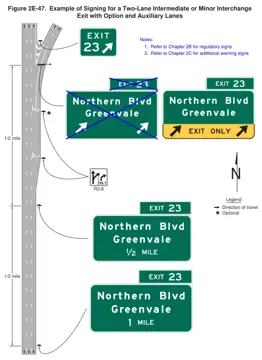 Figure 2E-47. Example of Signing for a Two-Lane Intermediate or Minor Interchange
Exit with Option and Auxiliary Lanes
EXIT
23
Notes:
1. Refer to Chapter 2B for regulatory signs
2. Refer to Chapter 2C for additional warning signs
EXIT 23
Northern Blvd
Greenvale
EXIT 23
Northern Blvd
Greenvale
EXIT ONLY
1/2 mile
R3-8
N
Legend
Direction of travel
Optional
EXIT 23
Northern Blvd
Greenvale
½ MILE
1/2 mile
EXIT 23
Northern Blvd
Greenvale
1 MILE